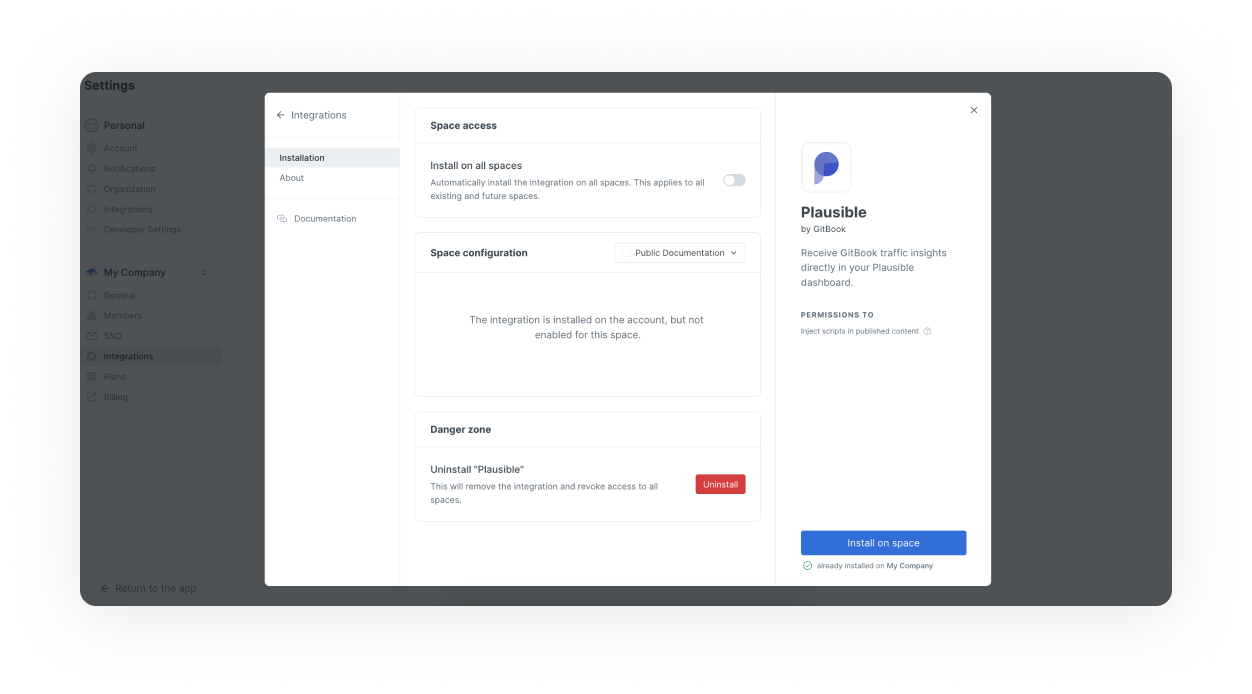 Settings
Personal
Account
Notifications
Organization
Integrations
Developer Settings
My Company
General
Members
SSO
Integrations
Plans
Billing
Return to the app
Integrations
Installation
About
Documentation
Space access
Install on all spaces
Automatically install the integration on all spaces. This applies to all
existing and future spaces.
Space configuration
Public Documentation
The integration is installed on the account, but not
enabled for this space.
Danger zone
Uninstall "Plausible"
This will remove the integration and revoke access to all
spaces.
Uninstall
Plausible
by GitBook
Receive GitBook traffic insights
directly in your Plausible
dashboard.
PERMISSIONS TO
Inject scripts in published content
Install on space
already installed on My Company